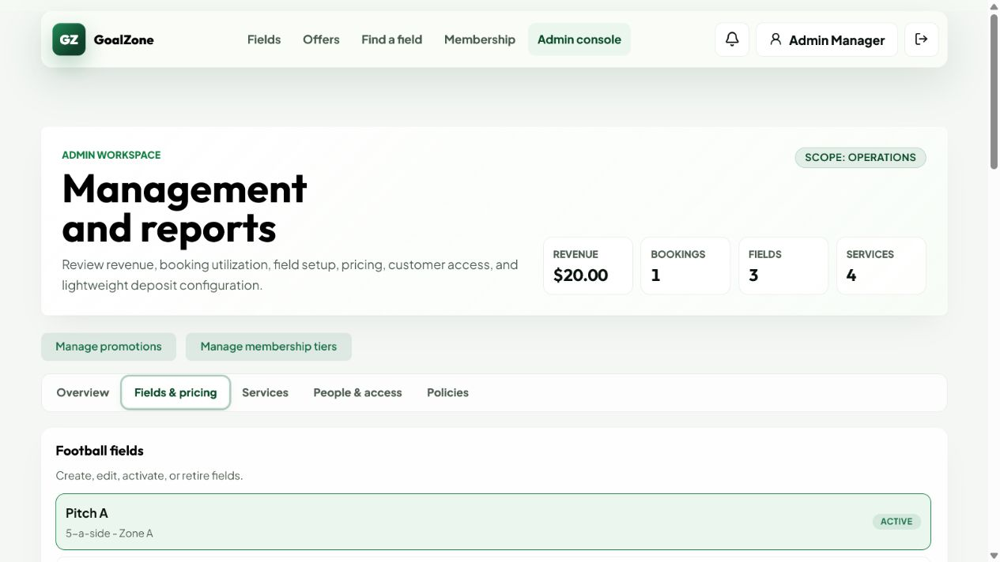 GZ GoalZone Fields Offers Find a field Membership Admin console Admin Manager
ADMIN WORKSPACE
SCOPE: OPERATIONS
Management
and reports
Review revenue, booking utilization, field setup, pricing, customer access, and
lightweight deposit configuration.
REVENUE
$20.00
BOOKINGS
1
FIELDS
3
SERVICES
4
Manage promotions Manage membership tiers
Overview Fields & pricing Services People & access Policies
Football fields
Create, edit, activate, or retire fields.
Pitch A
5-a-side - Zone A
ACTIVE